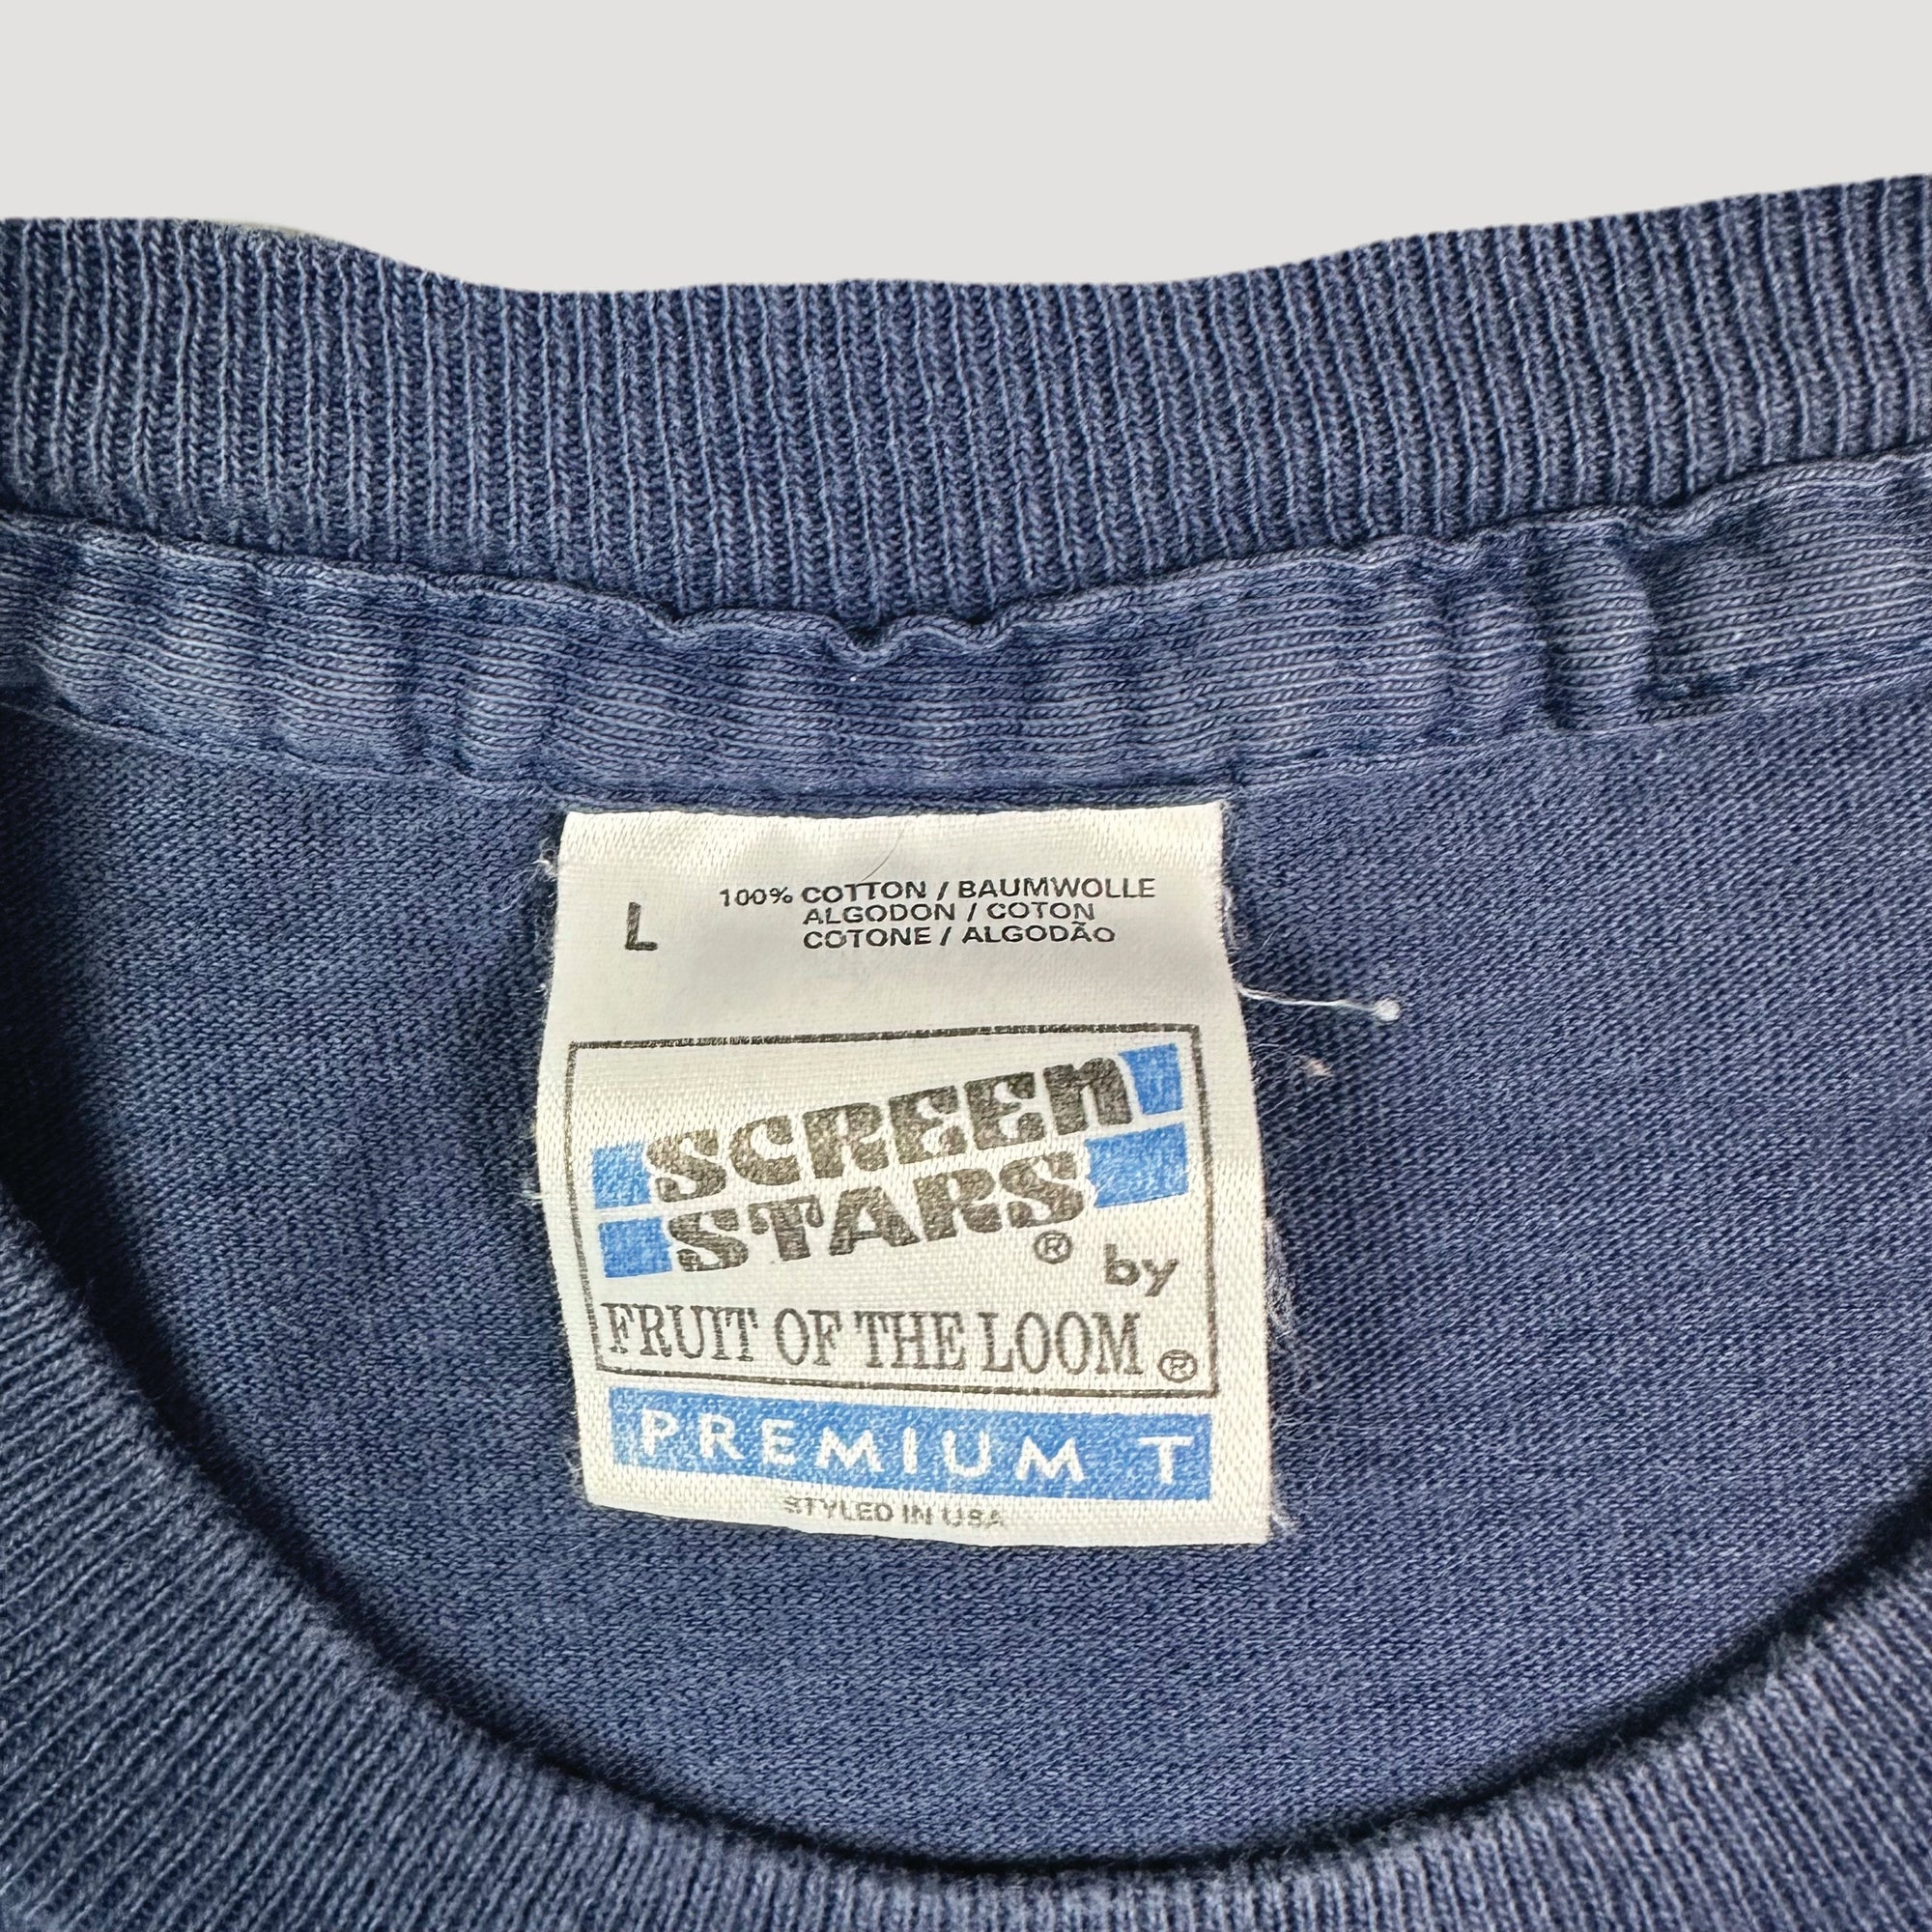 L
100% COTTON / BAUMWOLLE
ALGODON / COTON
COTONE / ALGODÃO
SCREEN
STARS® by
FRUIT OF THE LOOM®
PREMIUM T
STYLED IN USA